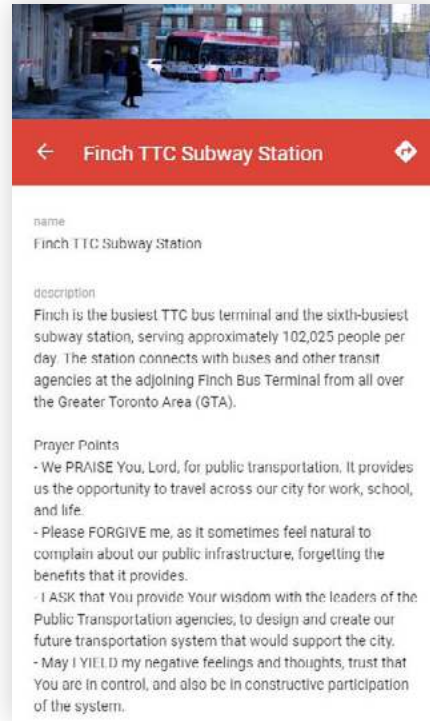 Finch TTC Subway Station
name
Finch TTC Subway Station
description
Finch is the busiest TTC bus terminal and the sixth-busiest
subway station, serving approximately 102,025 people per
day. The station connects with buses and other transit
agencies at the adjoining Finch Bus Terminal from all over
the Greater Toronto Area (GTA).
Prayer Points
- We PRAISE You, Lord, for public transportation. It provides
us the opportunity to travel across our city for work, school,
and life.
- Please FORGIVE me, as it sometimes feel natural to
complain about our public infrastructure, forgetting the
benefits that it provides.
- I ASK that You provide Your wisdom with the leaders of the
Public Transportation agencies, to design and create our
future transportation system that would support the city.
- May I YIELD my negative feelings and thoughts, trust that
You are in control, and also be in constructive participation
of the system.